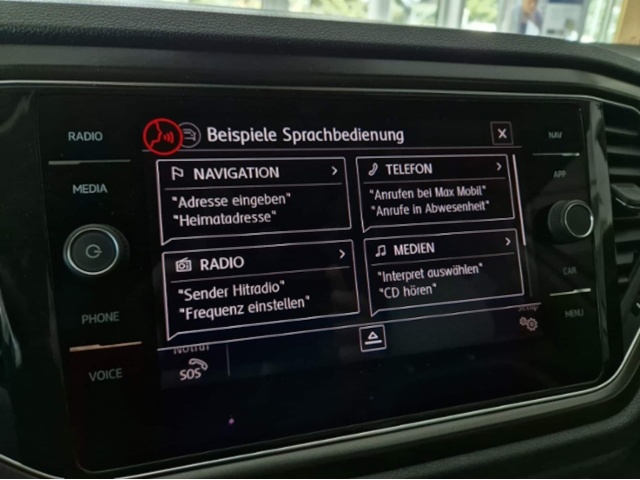 RADIO
MEDIA
PHONE
VOICE
Beispiele Sprachbedienung
X
NAVIGATION
"Adresse eingeben"
"Heimatadresse"
TELEFON
"Anrufen bei Max Mobil"
"Anrufe in Abwesenheit"
RADIO
"Sender Hitradio"
"Frequenz einstellen"
MEDIEN
"Interpret auswählen"
"CD hören"
Notruf
SOS
Setup
NAV
APP
CAR
MENU